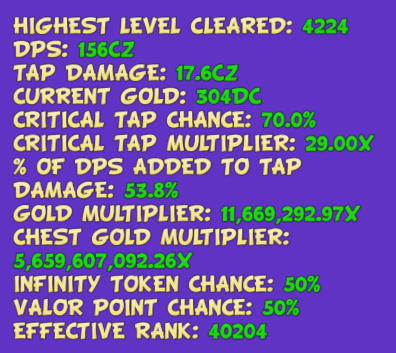 HIGHEST LEVEL CLEARED: 4224
DPS: 156CZ
TAP DAMAGE: 17.6CZ
CURRENT GOLD: 304DC
CRITICAL TAP CHANCE: 70.0%
CRITICAL TAP MULTIPLIER: 29.00X
% OF DPS ADDED TO TAP
DAMAGE: 53.8%
GOLD MULTIPLIER: 11,669,292.97X
CHEST GOLD MULTIPLIER:
5,659,607,092.26X
INFINITY TOKEN CHANCE: 50%
VALOR POINT CHANCE: 50%
EFFECTIVE RANK: 40204